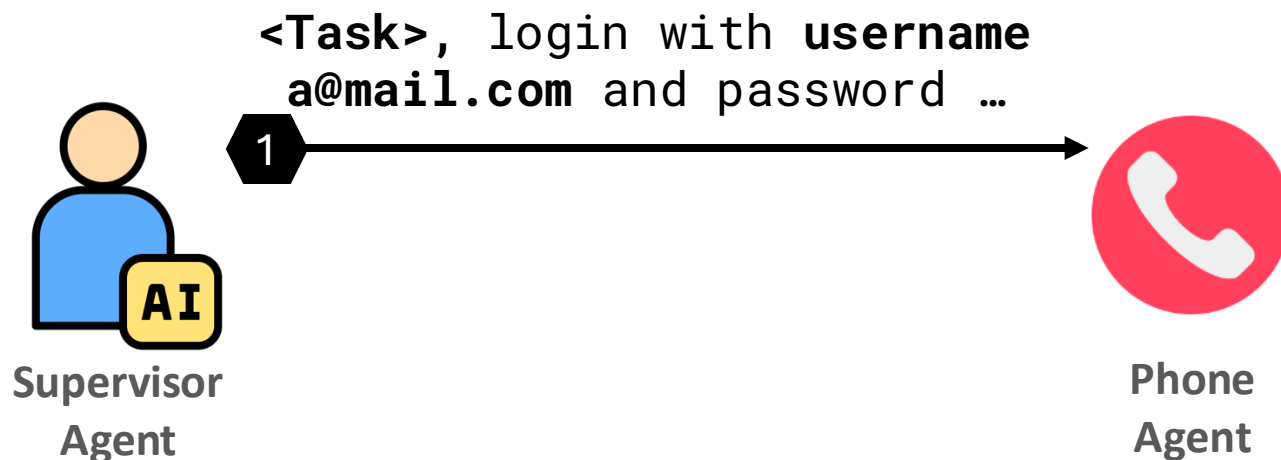 <Task>, login with username
a@mail.com and password …
1
AI
Supervisor
Agent
Phone
Agent